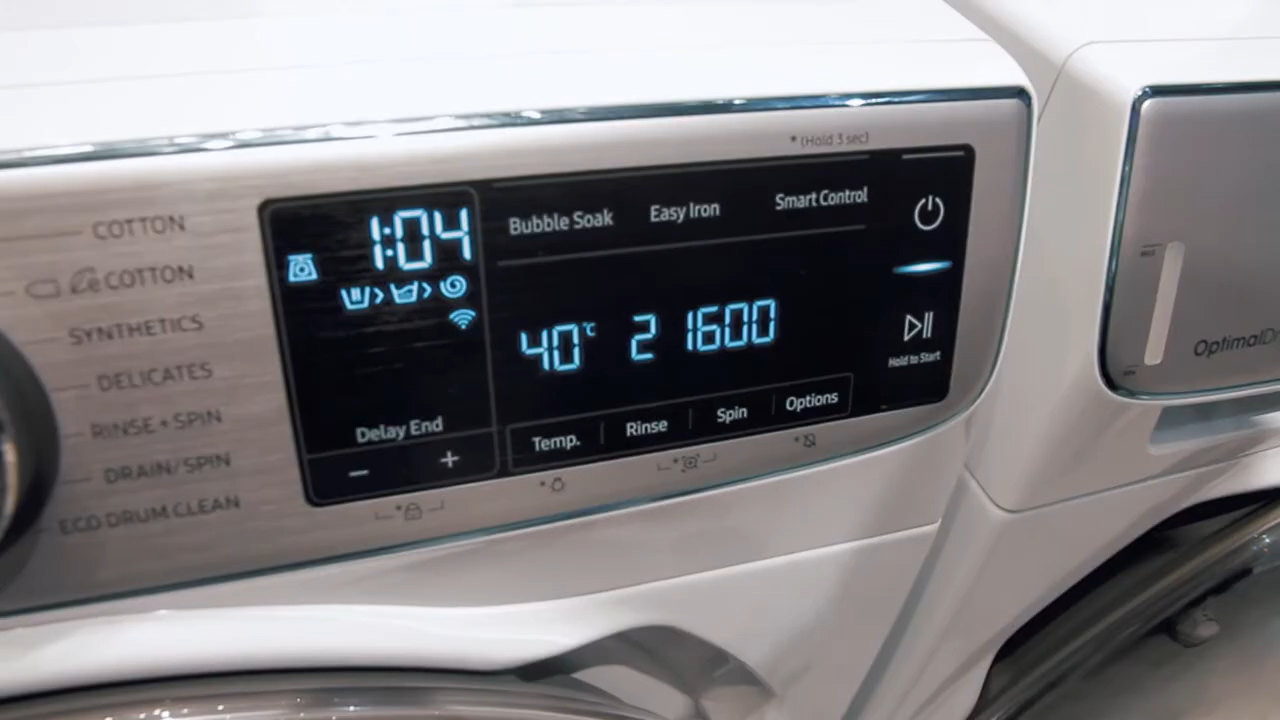 COTTON
e COTTON
SYNTHETICS
DELICATES
RINSE + SPIN
DRAIN/SPIN
ECO DRUM CLEAN
1:04
Delay End
− +
* (Hold 3 sec)
Bubble Soak Easy Iron Smart Control
40°C 2 1600
Hold to Start
Temp. Rinse Spin Options
MAX